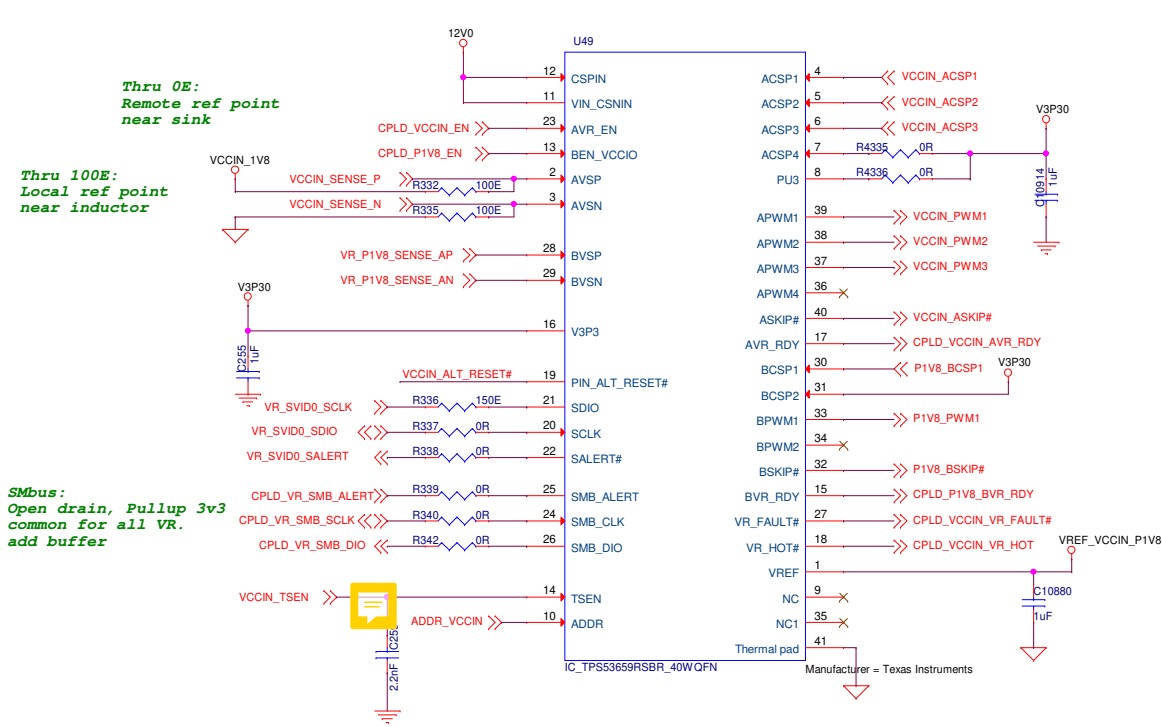 12V0
U49
Thru 0E:
Remote ref point
near sink
12
CSPIN
11
VIN_CSNIN
CPLD_VCCIN_EN
23
AVR_EN
CPLD_P1V8_EN
13
BEN_VCCIO
VCCIN_1V8
Thru 100E:
Local ref point
near inductor
VCCIN_SENSE_P
2
AVSP
R332
100E
VCCIN_SENSE_N
3
AVSN
R335
100E
VR_P1V8_SENSE_AP
28
BVSP
VR_P1V8_SENSE_AN
29
BVSN
V3P30
16
V3P3
C255
1uF
VCCIN_ALT_RESET#
19
PIN_ALT_RESET#
VR_SVID0_SCLK
R336
150E
21
SDIO
VR_SVID0_SDIO
R337
0R
20
SCLK
VR_SVID0_SALERT
R338
0R
22
SALERT#
SMbus:
Open drain, Pullup 3v3
common for all VR.
add buffer
CPLD_VR_SMB_ALERT
R339
0R
25
SMB_ALERT
CPLD_VR_SMB_SCLK
R340
0R
24
SMB_CLK
CPLD_VR_SMB_DIO
R342
0R
26
SMB_DIO
VCCIN_TSEN
14
TSEN
ADDR_VCCIN
10
ADDR
2.2nF
ACSP1
4
VCCIN_ACSP1
ACSP2
5
VCCIN_ACSP2
ACSP3
6
VCCIN_ACSP3
V3P30
ACSP4
7
R4335
0R
PU3
8
R4336
0R
C10914
1uF
APWM1
39
VCCIN_PWM1
APWM2
38
VCCIN_PWM2
APWM3
37
VCCIN_PWM3
APWM4
36
ASKIP#
40
VCCIN_ASKIP#
AVR_RDY
17
CPLD_VCCIN_AVR_RDY
BCSP1
30
P1V8_BCSP1
V3P30
BCSP2
31
BPWM1
33
P1V8_PWM1
BPWM2
34
BSKIP#
32
P1V8_BSKIP#
BVR_RDY
15
CPLD_P1V8_BVR_RDY
VR_FAULT#
27
CPLD_VCCIN_VR_FAULT#
VR_HOT#
18
CPLD_VCCIN_VR_HOT
VREF_VCCIN_P1V8
VREF
1
C10880
1uF
NC
9
NC1
35
Thermal pad
41
IC_TPS53659RSBR_40WQFN
Manufacturer = Texas Instruments